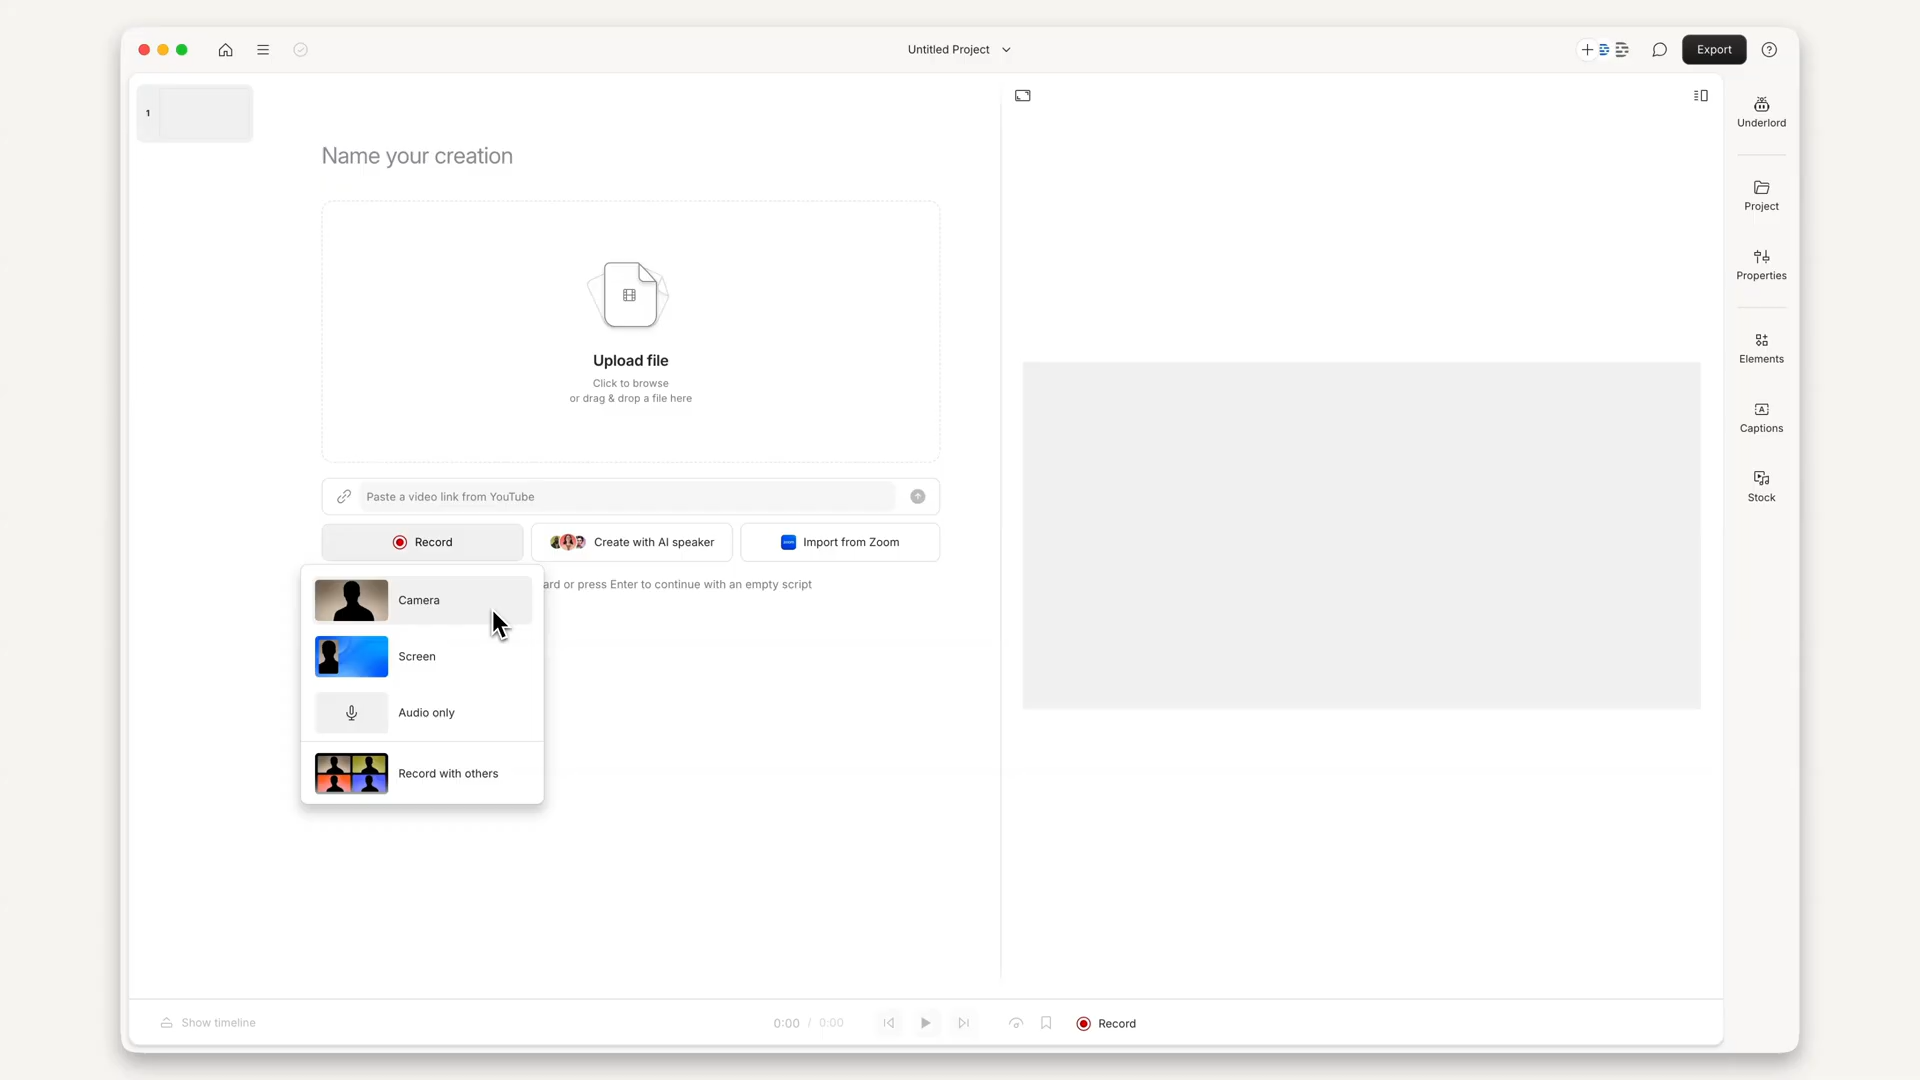 Untitled Project
Export
1
Name your creation
Upload file
Click to browse
or drag & drop a file here
Paste a video link from YouTube
Record
Create with AI speaker
Import from Zoom
ard or press Enter to continue with an empty script
Camera
Screen
Audio only
Record with others
Underlord
Project
Properties
Elements
Captions
Stock
Show timeline
0:00 / 0:00
Record